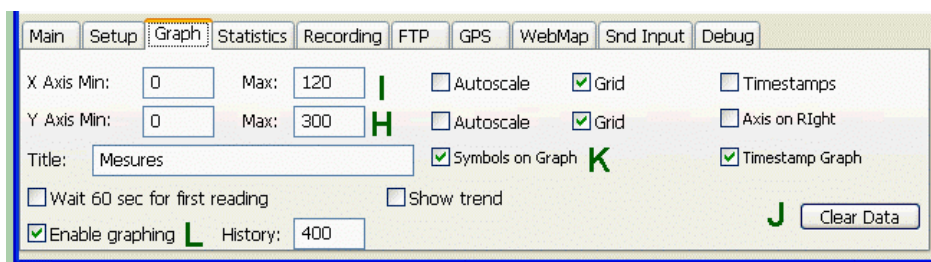 Main Setup Graph Statistics Recording FTP GPS WebMap Snd Input Debug
X Axis Min: 0 Max: 120 I Autoscale Grid Timestamps
Y Axis Min: 0 Max: 300 H Autoscale Grid Axis on RIght
Title: Mesures Symbols on Graph K Timestamp Graph
Wait 60 sec for first reading Show trend
J Clear Data
Enable graphing L History: 400